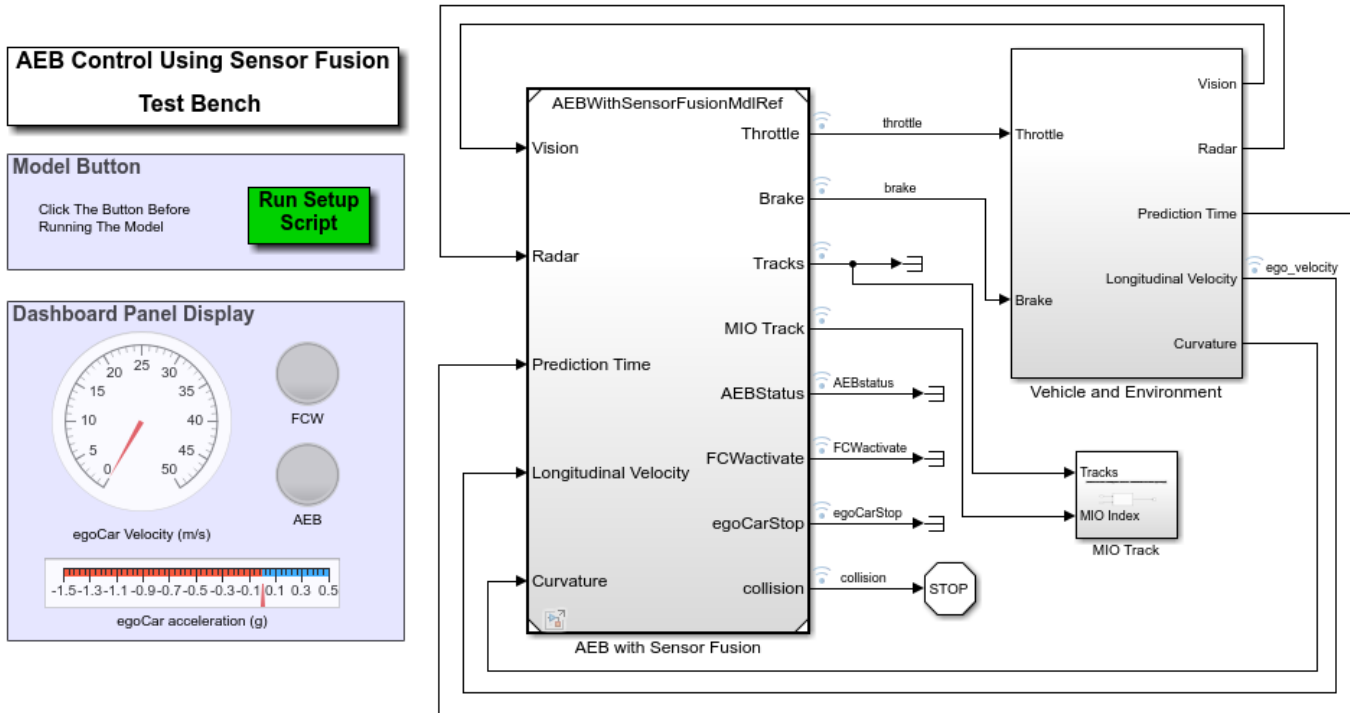 AEB Control Using Sensor Fusion
Test Bench
Model Button
Click The Button Before
Running The Model
Run Setup
Script
Dashboard Panel Display
0
5
10
15
20
25
30
35
40
45
50
egoCar Velocity (m/s)
FCW
AEB
-1.5 -1.3 -1.1 -0.9 -0.7 -0.5 -0.3 -0.1 0.1 0.3 0.5
egoCar acceleration (g)
AEBWithSensorFusionMdlRef
Vision
Radar
Prediction Time
Longitudinal Velocity
Curvature
Throttle
Brake
Tracks
MIO Track
AEBStatus
FCWactivate
egoCarStop
collision
AEB with Sensor Fusion
throttle
brake
AEBstatus
FCWactivate
egoCarStop
collision
STOP
Throttle
Brake
Vision
Radar
Prediction Time
Longitudinal Velocity
Curvature
Vehicle and Environment
ego_velocity
Tracks
MIO Index
MIO Track